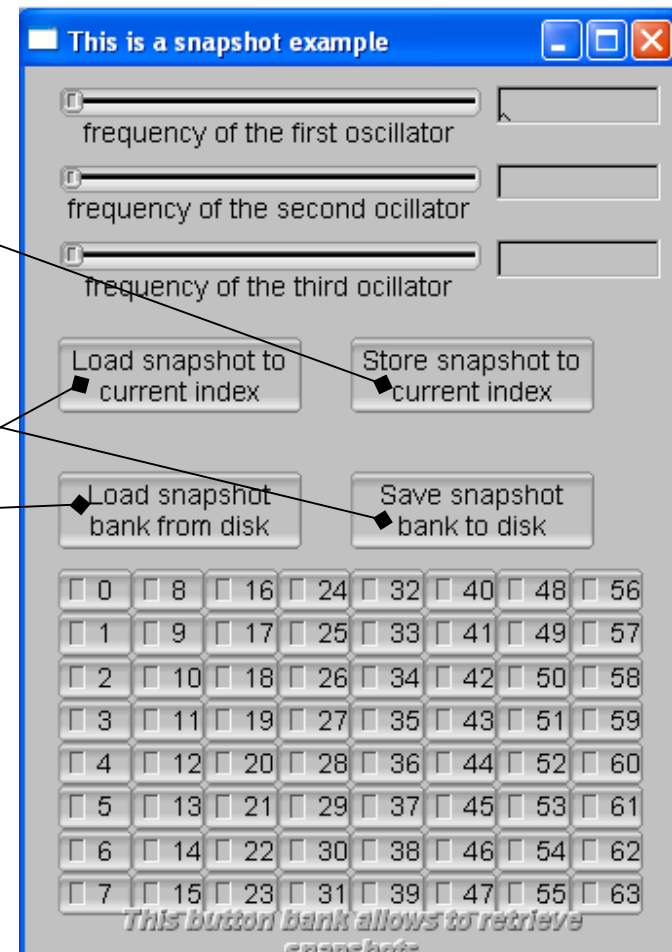 This is a snapshot example
frequency of the first oscillator
frequency of the second ocillator
frequency of the third ocillator
Load snapshot to
current index
Store snapshot to
current index
Load snapshot
bank from disk
Save snapshot
bank to disk
0 8 16 24 32 40 48 56
1 9 17 25 33 41 49 57
2 10 18 26 34 42 50 58
3 11 19 27 35 43 51 59
4 12 20 28 36 44 52 60
5 13 21 29 37 45 53 61
6 14 22 30 38 46 54 62
7 15 23 31 39 47 55 63
This button bank allows to retrieve
snapshots